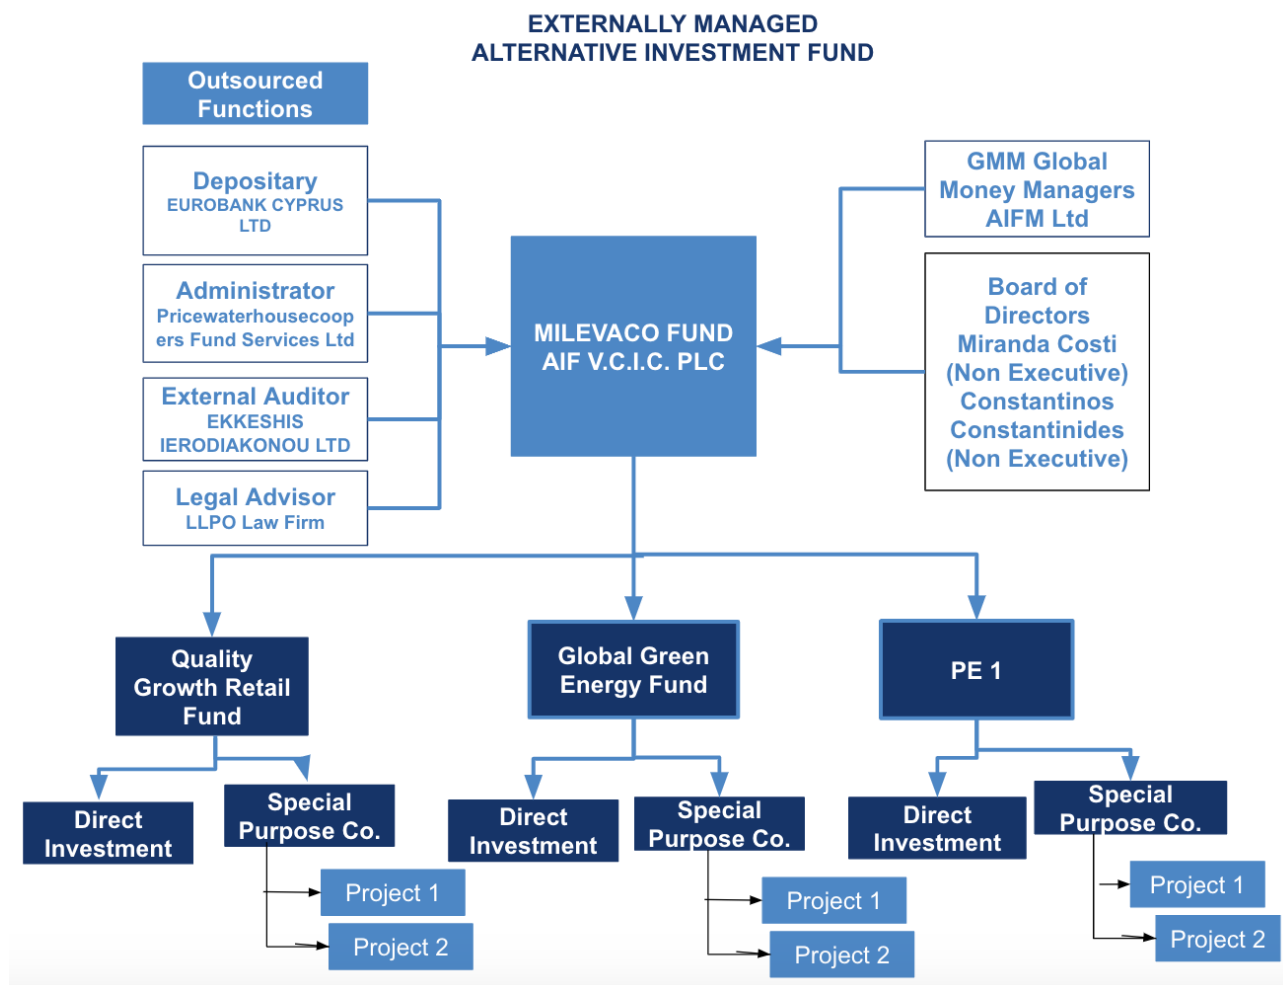 EXTERNALLY MANAGED
ALTERNATIVE INVESTMENT FUND
Outsourced
Functions
Depositary
EUROBANK CYPRUS
LTD
Administrator
Pricewaterhousecoop
ers Fund Services Ltd
External Auditor
EKKESHIS
IERODIAKONOU LTD
Legal Advisor
LLPO Law Firm
MILEVACO FUND
AIF V.C.I.C. PLC
GMM Global
Money Managers
AIFM Ltd
Board of
Directors
Miranda Costi
(Non Executive)
Constantinos
Constantinides
(Non Executive)
Quality
Growth Retail
Fund
Global Green
Energy Fund
PE 1
Direct
Investment
Special
Purpose Co.
Project 1
Project 2
Direct
Investment
Special
Purpose Co.
Project 1
Project 2
Direct
Investment
Special
Purpose Co.
Project 1
Project 2